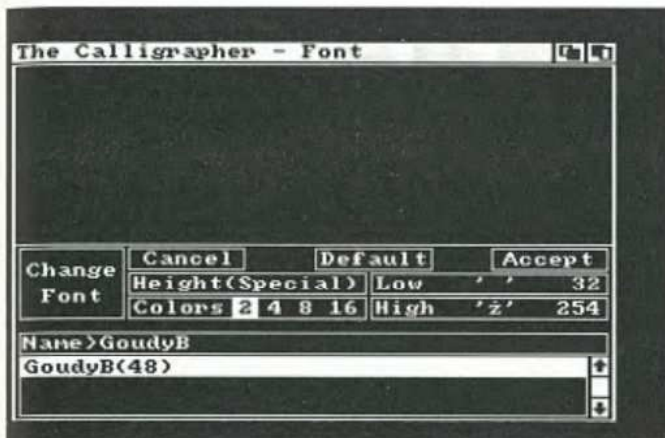 The Calligrapher - Font
Change Font
Cancel Default Accept
Height(Special) Low ' ' 32
Colors 2 4 8 16 High 'ż' 254
Name>GoudyB
GoudyB(48)